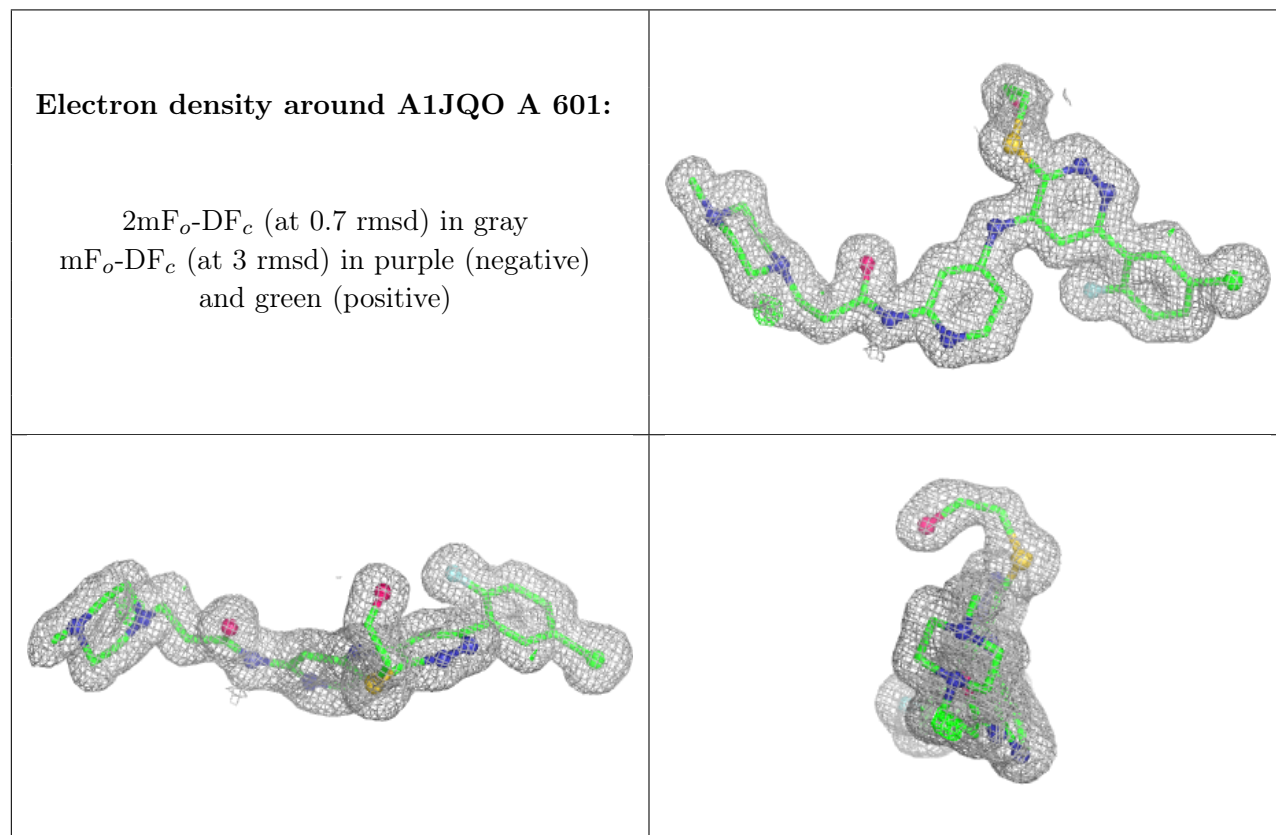 Electron density around A1JQO A 601:
2mFo-DFc (at 0.7 rmsd) in gray
mFo-DFc (at 3 rmsd) in purple (negative)
and green (positive)